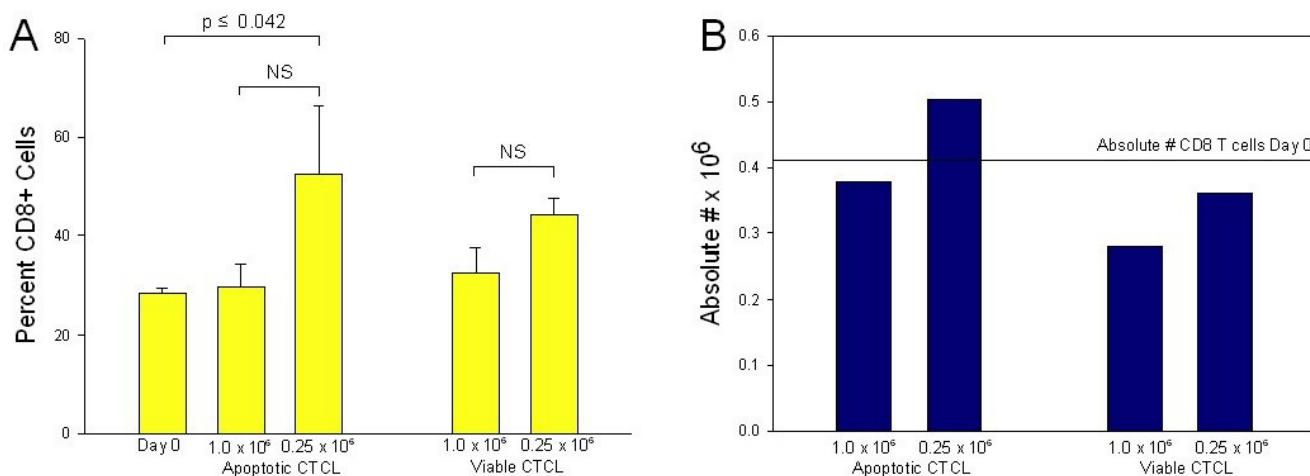 A
p ≤ 0.042
NS
NS
80
60
40
20
0
Percent CD8+ Cells
Day 0
1.0 x 10⁶
0.25 x 10⁶
Apoptotic CTCL
1.0 x 10⁶
0.25 x 10⁶
Viable CTCL
B
0.6
0.5
0.4
0.3
0.2
0.1
0.0
Absolute # x 10⁶
Absolute # CD8 T cells Day 0
1.0 x 10⁶
0.25 x 10⁶
Apoptotic CTCL
1.0 x 10⁶
0.25 x 10⁶
Viable CTCL